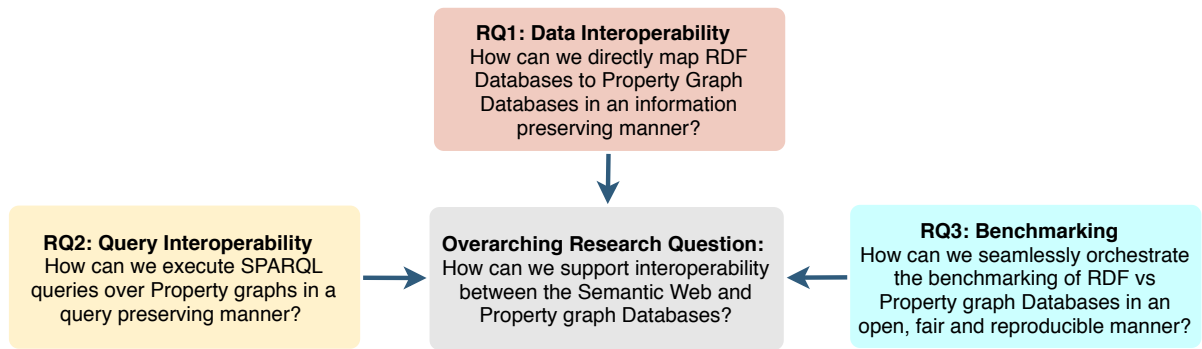 RQ1: Data Interoperability
How can we directly map RDF
Databases to Property Graph
Databases in an information
preserving manner?
RQ2: Query Interoperability
How can we execute SPARQL
queries over Property graphs in a
query preserving manner?
Overarching Research Question:
How can we support interoperability
between the Semantic Web and
Property graph Databases?
RQ3: Benchmarking
How can we seamlessly orchestrate
the benchmarking of RDF vs
Property graph Databases in an
open, fair and reproducible manner?